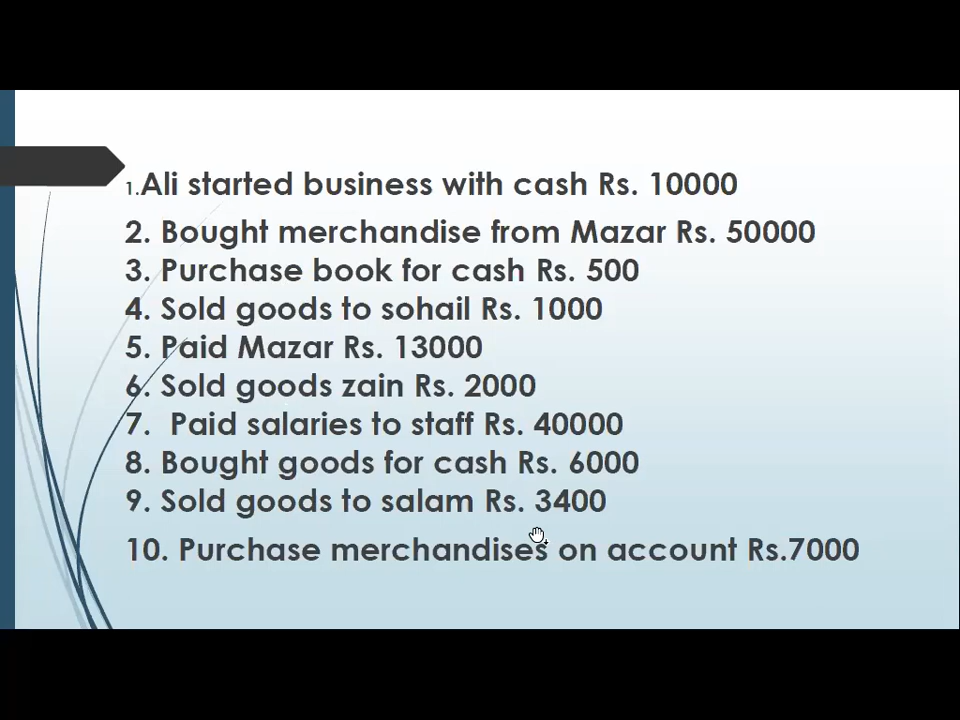 1.Ali started business with cash Rs. 10000
2. Bought merchandise from Mazar Rs. 50000
3. Purchase book for cash Rs. 500
4. Sold goods to sohail Rs. 1000
5. Paid Mazar Rs. 13000
6. Sold goods zain Rs. 2000
7. Paid salaries to staff Rs. 40000
8. Bought goods for cash Rs. 6000
9. Sold goods to salam Rs. 3400
10. Purchase merchandises on account Rs.7000